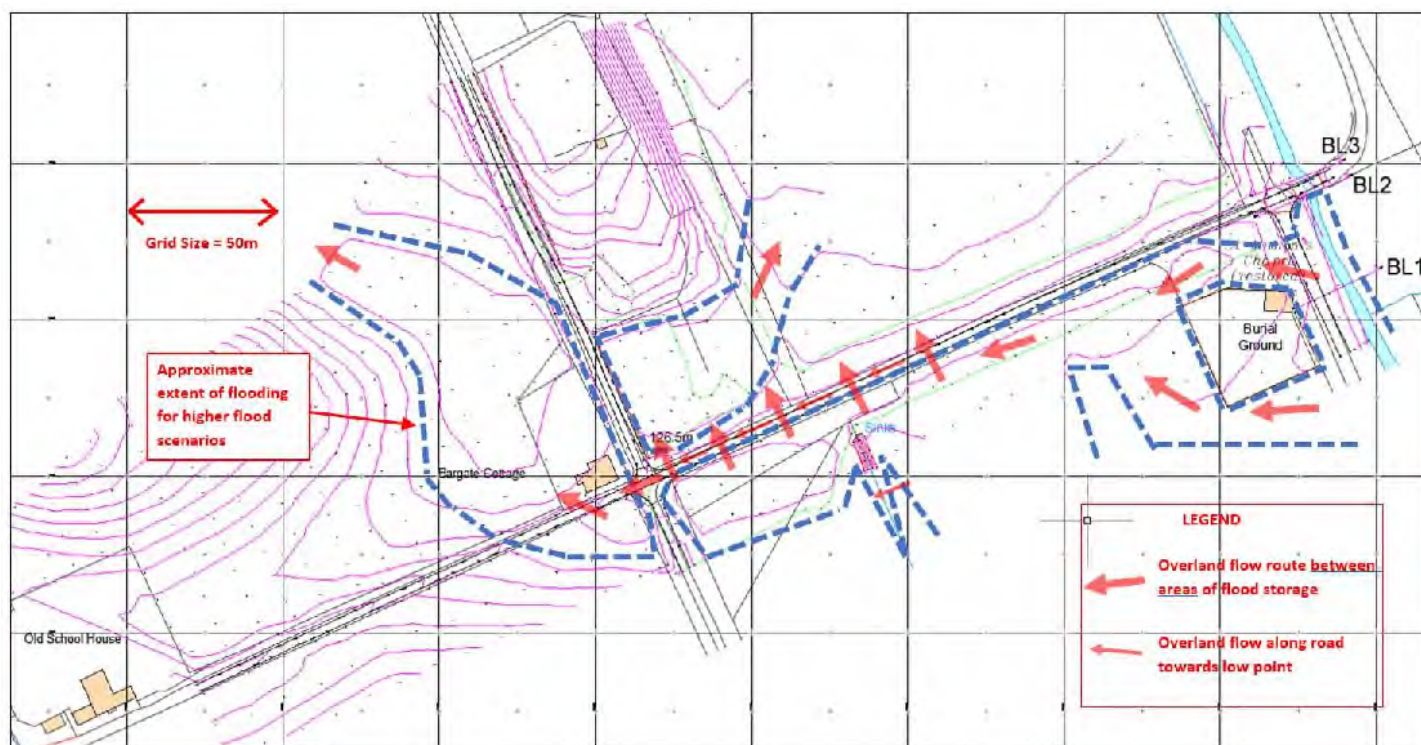 BL3
BL2
BL1
Grid Size = 50m
Burial
Ground
Approximate
extent of flooding
for higher flood
scenarios
126.5m
Sinks
Bargate Cottage
Old School House
LEGEND
Overland flow route between
areas of flood storage
Overland flow along road
towards low point